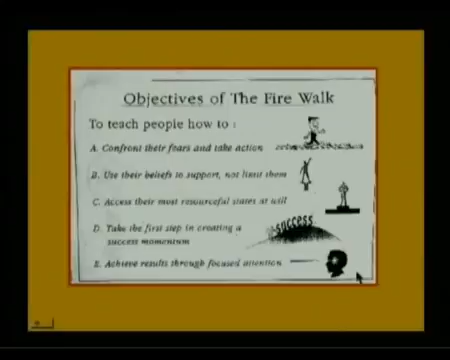 Objectives of The Fire Walk
To teach people how to :
A. Confront their fears and take action
B. Use their beliefs to support, not limit them
C. Access their most resourceful states at will
D. Take the first step in creating a
success momentum
SUCCESS
E. Achieve results through focused attention